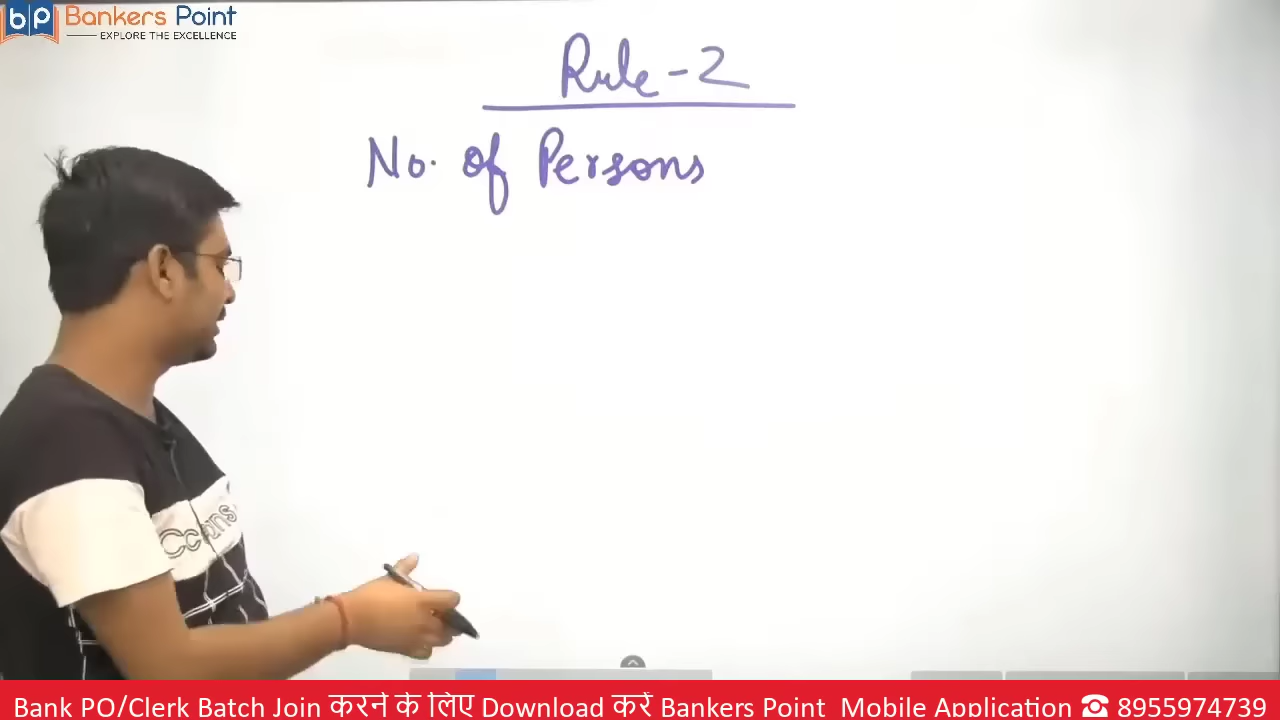 bp Bankers Point
EXPLORE THE EXCELLENCE
Rule-2
No. of Persons
Bank PO/Clerk Batch Join करने के लिए Download करें Bankers Point Mobile Application ☎ 8955974739